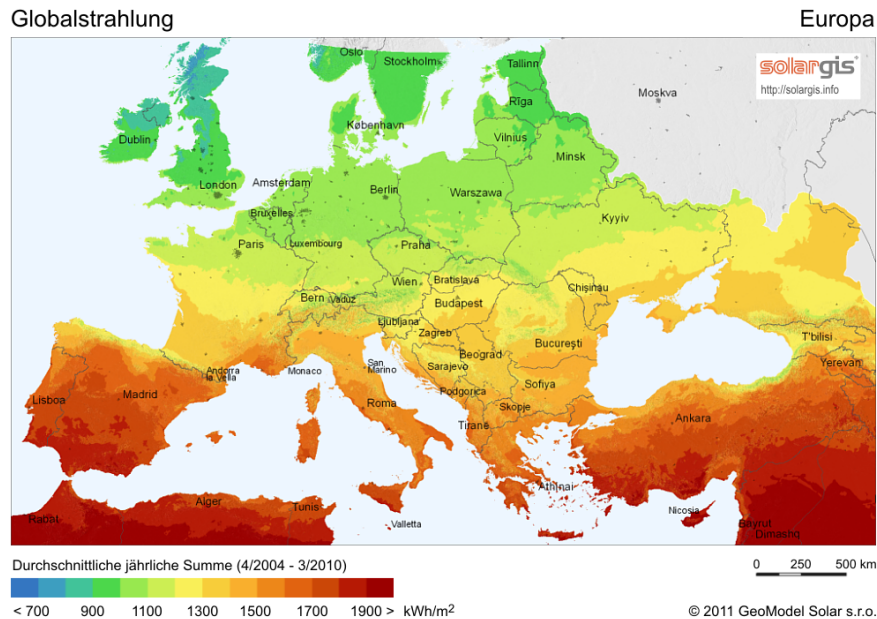 Globalstrahlung
Europa
solargis
http://solargis.info
Oslo
Stockholm
Tallinn
Rīga
Moskva
Dublin
København
Vilnius
Minsk
London
Amsterdam
Berlin
Warszawa
Bruxelles
Kyyiv
Paris
Luxembourg
Praha
Wien
Bratislava
Bern
Vaduz
Budapest
Chișinău
Ljubljana
Zagreb
T'bilisi
Beograd
București
Andorra
la Vella
Monaco
San
Marino
Sarajevo
Yerevan
Lisboa
Madrid
Roma
Podgorica
Sofiya
Skopje
Tiranë
Ankara
Athínai
Alger
Tunis
Nicosia
Rabat
Valletta
Bayrut
Dimashq
Durchschnittliche jährliche Summe (4/2004 - 3/2010)
0 250 500 km
< 700 900 1100 1300 1500 1700 1900 > kWh/m²
© 2011 GeoModel Solar s.r.o.